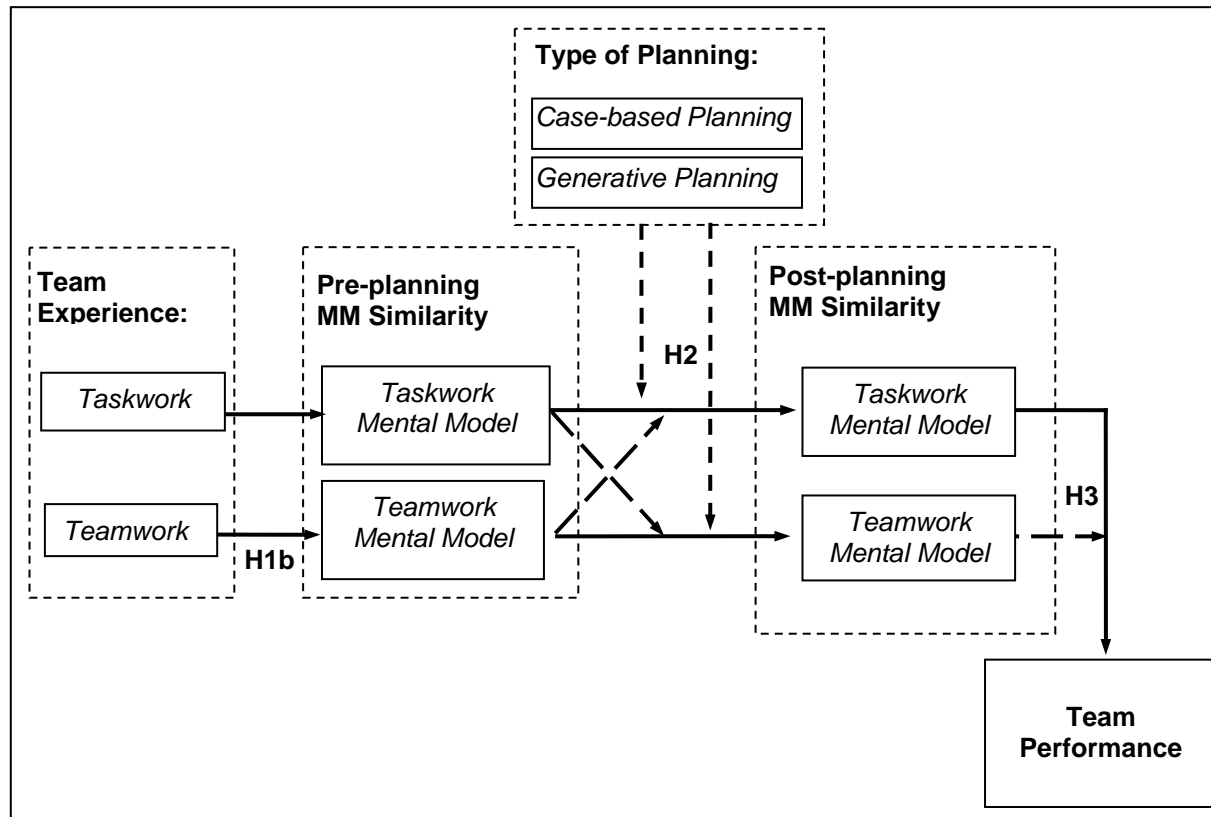 Type of Planning:
Case-based Planning
Generative Planning
Team
Experience:
Taskwork
Teamwork
H1b
Pre-planning
MM Similarity
Taskwork
Mental Model
Teamwork
Mental Model
H2
Post-planning
MM Similarity
Taskwork
Mental Model
Teamwork
Mental Model
H3
Team
Performance